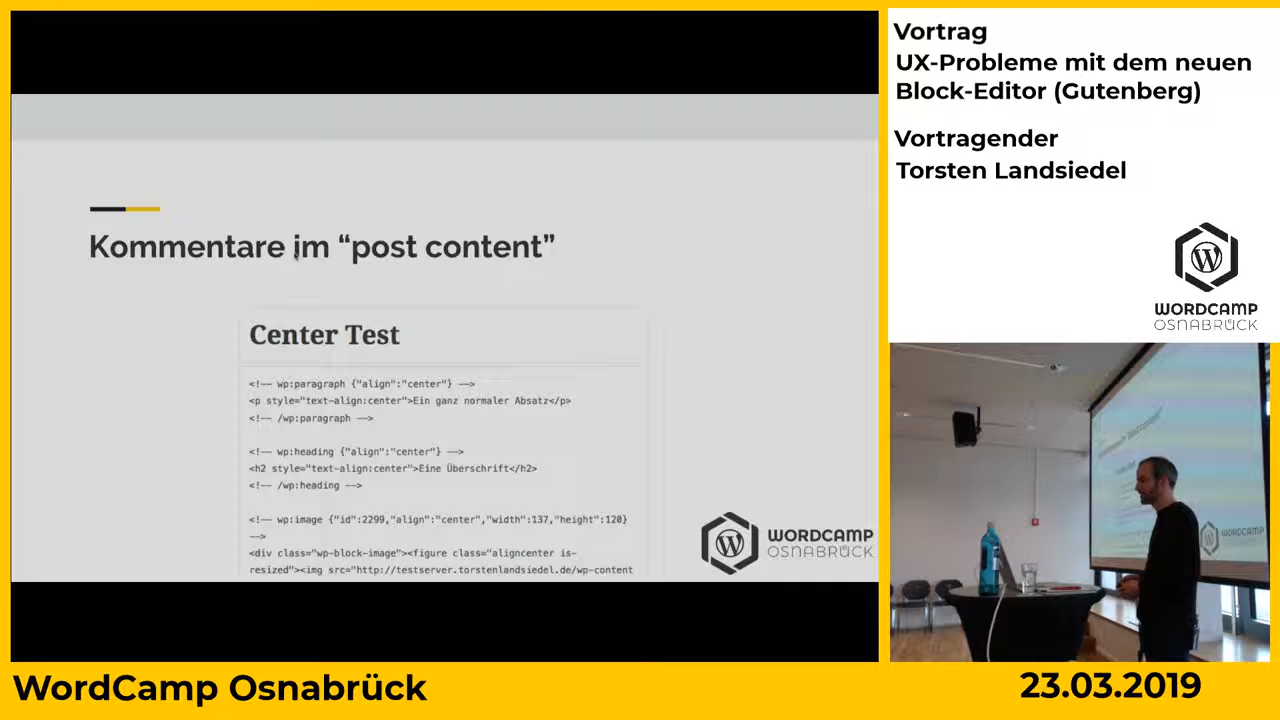 Vortrag
UX-Probleme mit dem neuen
Block-Editor (Gutenberg)
Vortragender
Torsten Landsiedel
WORDCAMP
OSNABRÜCK
Kommentare im “post content”
Center Test
<!-- wp:paragraph {"align":"center"} -->
<p style="text-align:center">Ein ganz normaler Absatz</p>
<!-- /wp:paragraph -->
<!-- wp:heading {"align":"center"} -->
<h2 style="text-align:center">Eine Überschrift</h2>
<!-- /wp:heading -->
<!-- wp:image {"id":2299,"align":"center","width":137,"height":120}
-->
<div class="wp-block-image"><figure class="aligncenter is-
resized"><img src="http://testserver.torstenlandsiedel.de/wp-content
WORDCAMP
OSNABRÜCK
WORDCAMP
WordCamp Osnabrück
23.03.2019